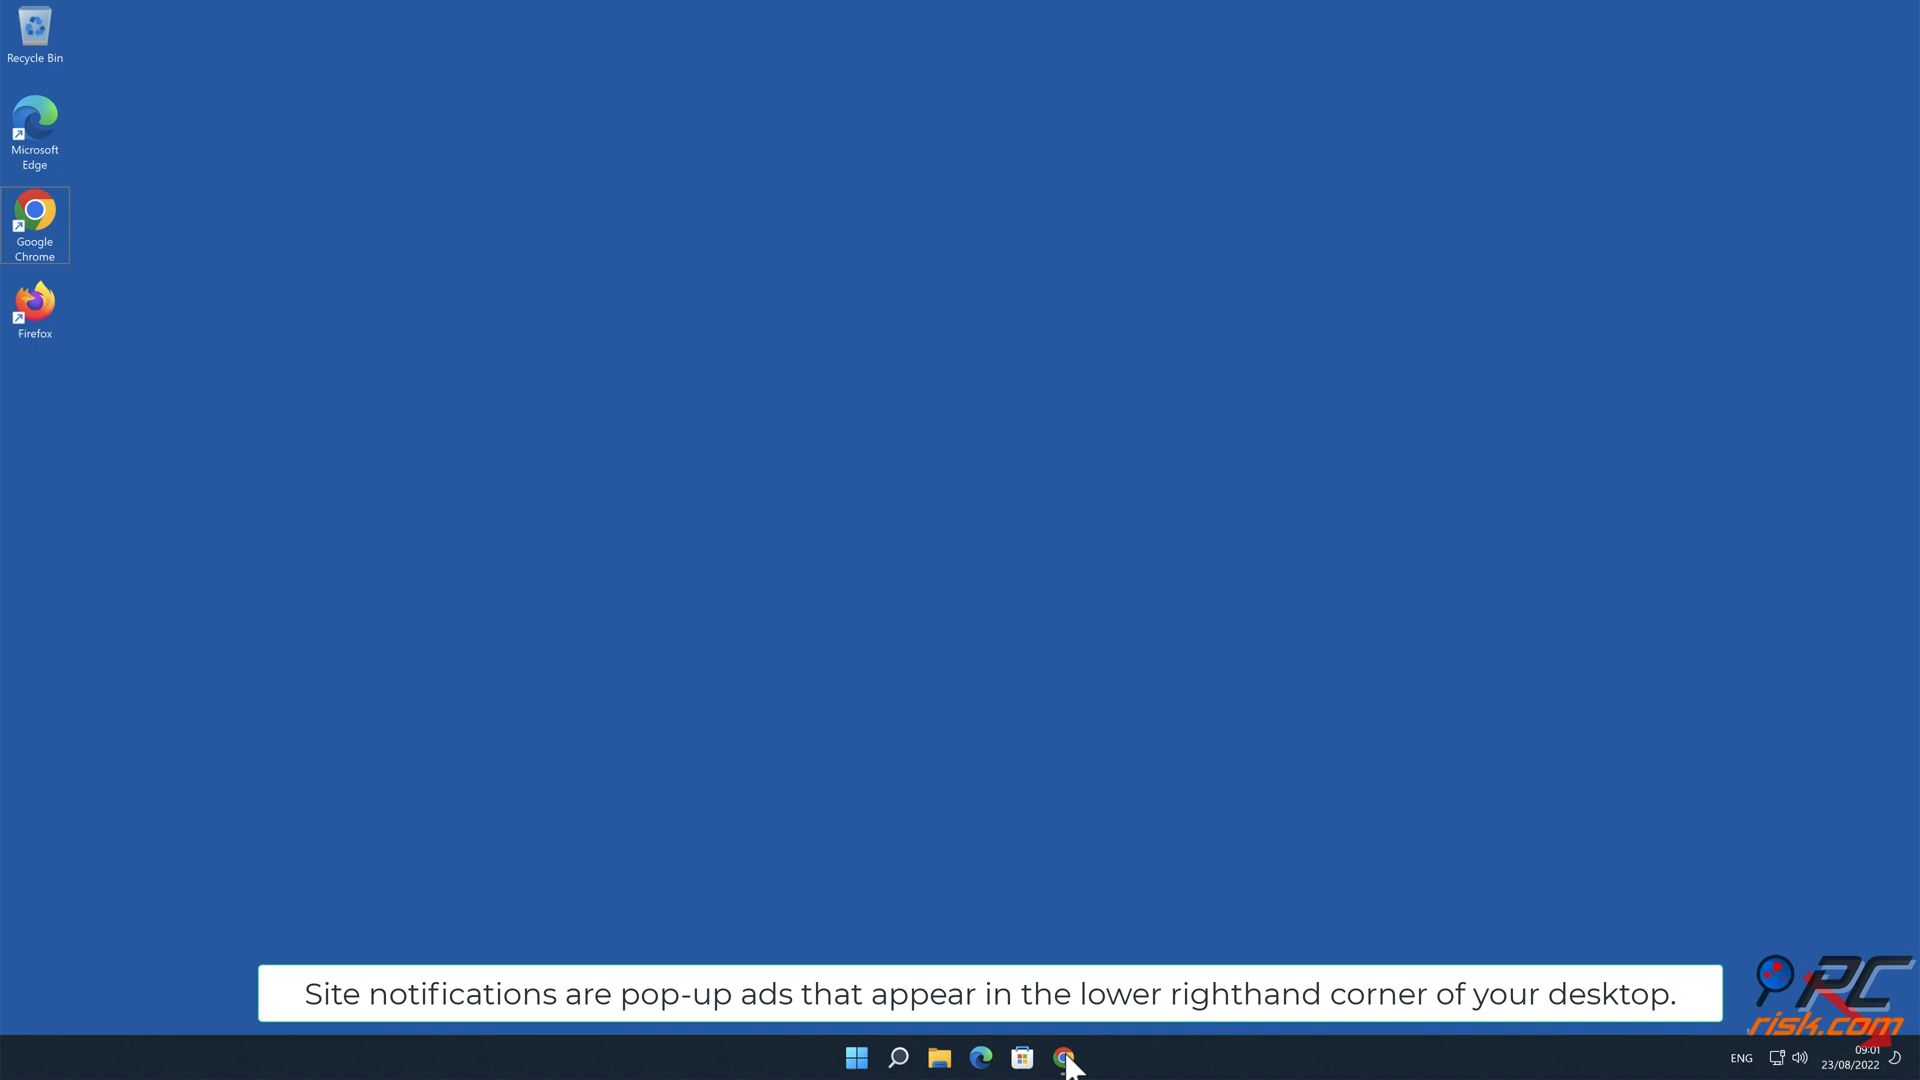 Recycle Bin
Microsoft
Edge
Google
Chrome
Firefox
Site notifications are pop-up ads that appear in the lower righthand corner of your desktop.
PC
risk.com
ENG
09:01
23/08/2022